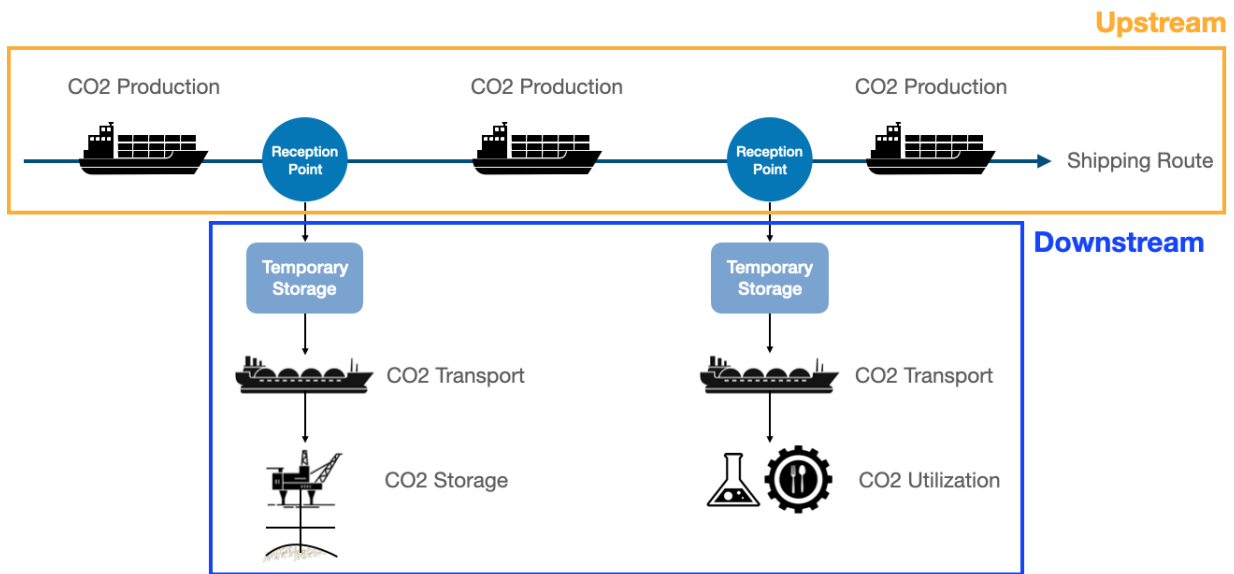 Upstream
CO2 Production
CO2 Production
CO2 Production
Reception
Point
Reception
Point
Shipping Route
Downstream
Temporary
Storage
Temporary
Storage
CO2 Transport
CO2 Transport
CO2 Storage
CO2 Utilization